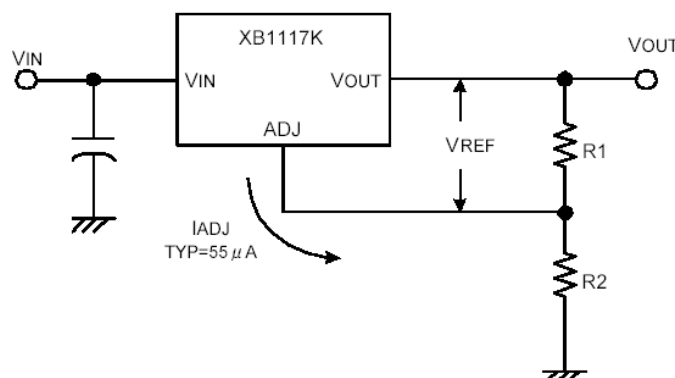 XB1117K
VIN
VOUT
VIN
VOUT
ADJ
VREF
R1
IADJ
TYP=55μA
R2